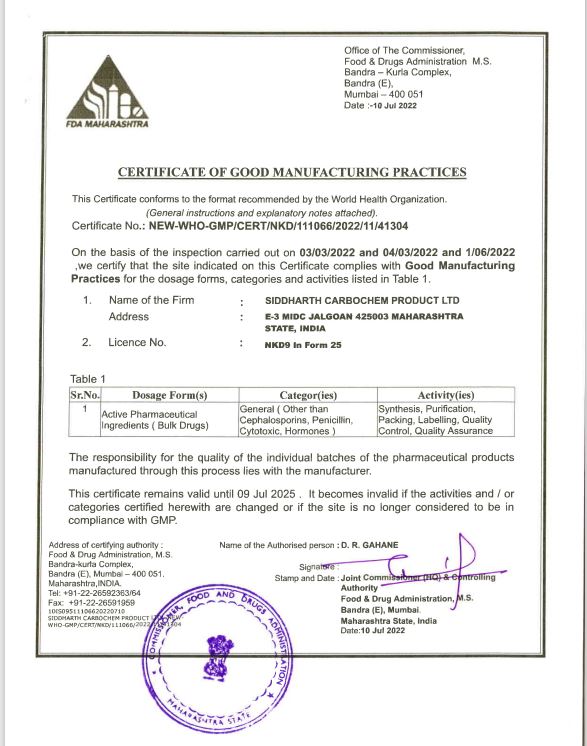 Office of The Commissioner,
Food & Drugs Administration M.S.
Bandra – Kurla Complex,
Bandra (E),
Mumbai – 400 051
Date :-10 Jul 2022
FDA MAHARASHTRA
CERTIFICATE OF GOOD MANUFACTURING PRACTICES
This Certificate conforms to the format recommended by the World Health Organization.
(General instructions and explanatory notes attached).
Certificate No.: NEW-WHO-GMP/CERT/NKD/111066/2022/11/41304
On the basis of the inspection carried out on 03/03/2022 and 04/03/2022 and 1/06/2022
,we certify that the site indicated on this Certificate complies with Good Manufacturing
Practices for the dosage forms, categories and activities listed in Table 1.
1. Name of the Firm : SIDDHARTH CARBOCHEM PRODUCT LTD
Address : E-3 MIDC JALGOAN 425003 MAHARASHTRA
STATE, INDIA
2. Licence No. : NKD9 In Form 25
Table 1
Sr.No. Dosage Form(s) Categor(ies) Activity(ies)
1 Active Pharmaceutical Ingredients ( Bulk Drugs) General ( Other than Cephalosporins, Penicillin, Cytotoxic, Hormones ) Synthesis, Purification, Packing, Labelling, Quality Control, Quality Assurance
The responsibility for the quality of the individual batches of the pharmaceutical products
manufactured through this process lies with the manufacturer.
This certificate remains valid until 09 Jul 2025 . It becomes invalid if the activities and / or
categories certified herewith are changed or if the site is no longer considered to be
in compliance with GMP.
Address of certifying authority :
Food & Drug Administration, M.S.
Bandra-kurla Complex,
Bandra (E), Mumbai – 400 051.
Maharashtra,INDIA.
Tel: +91-22-26592363/64
Fax: +91-22-26591959
10ISO9511106620220710
SIDDHARTH CARBOCHEM PRODUCT LTD-NEW-
WHO-GMP/CERT/NKD/111066/2022/11/41304
Name of the Authorised person : D. R. GAHANE
Signature :
Stamp and Date : Joint Commissioner (HQ) & Controlling
Authority
Food & Drug Administration, M.S.
Bandra (E), Mumbai.
Maharashtra State, India
Date:10 Jul 2022
COMMISSIONER, FOOD AND DRUGS ADMINISTRATION
MAHARASHTRA STATE